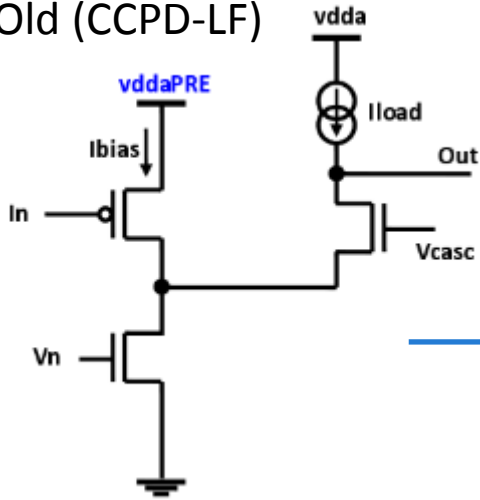 Old (CCPD-LF)
vdda
vddaPRE
Iload
Ibias
Out
In
Vcasc
Vn